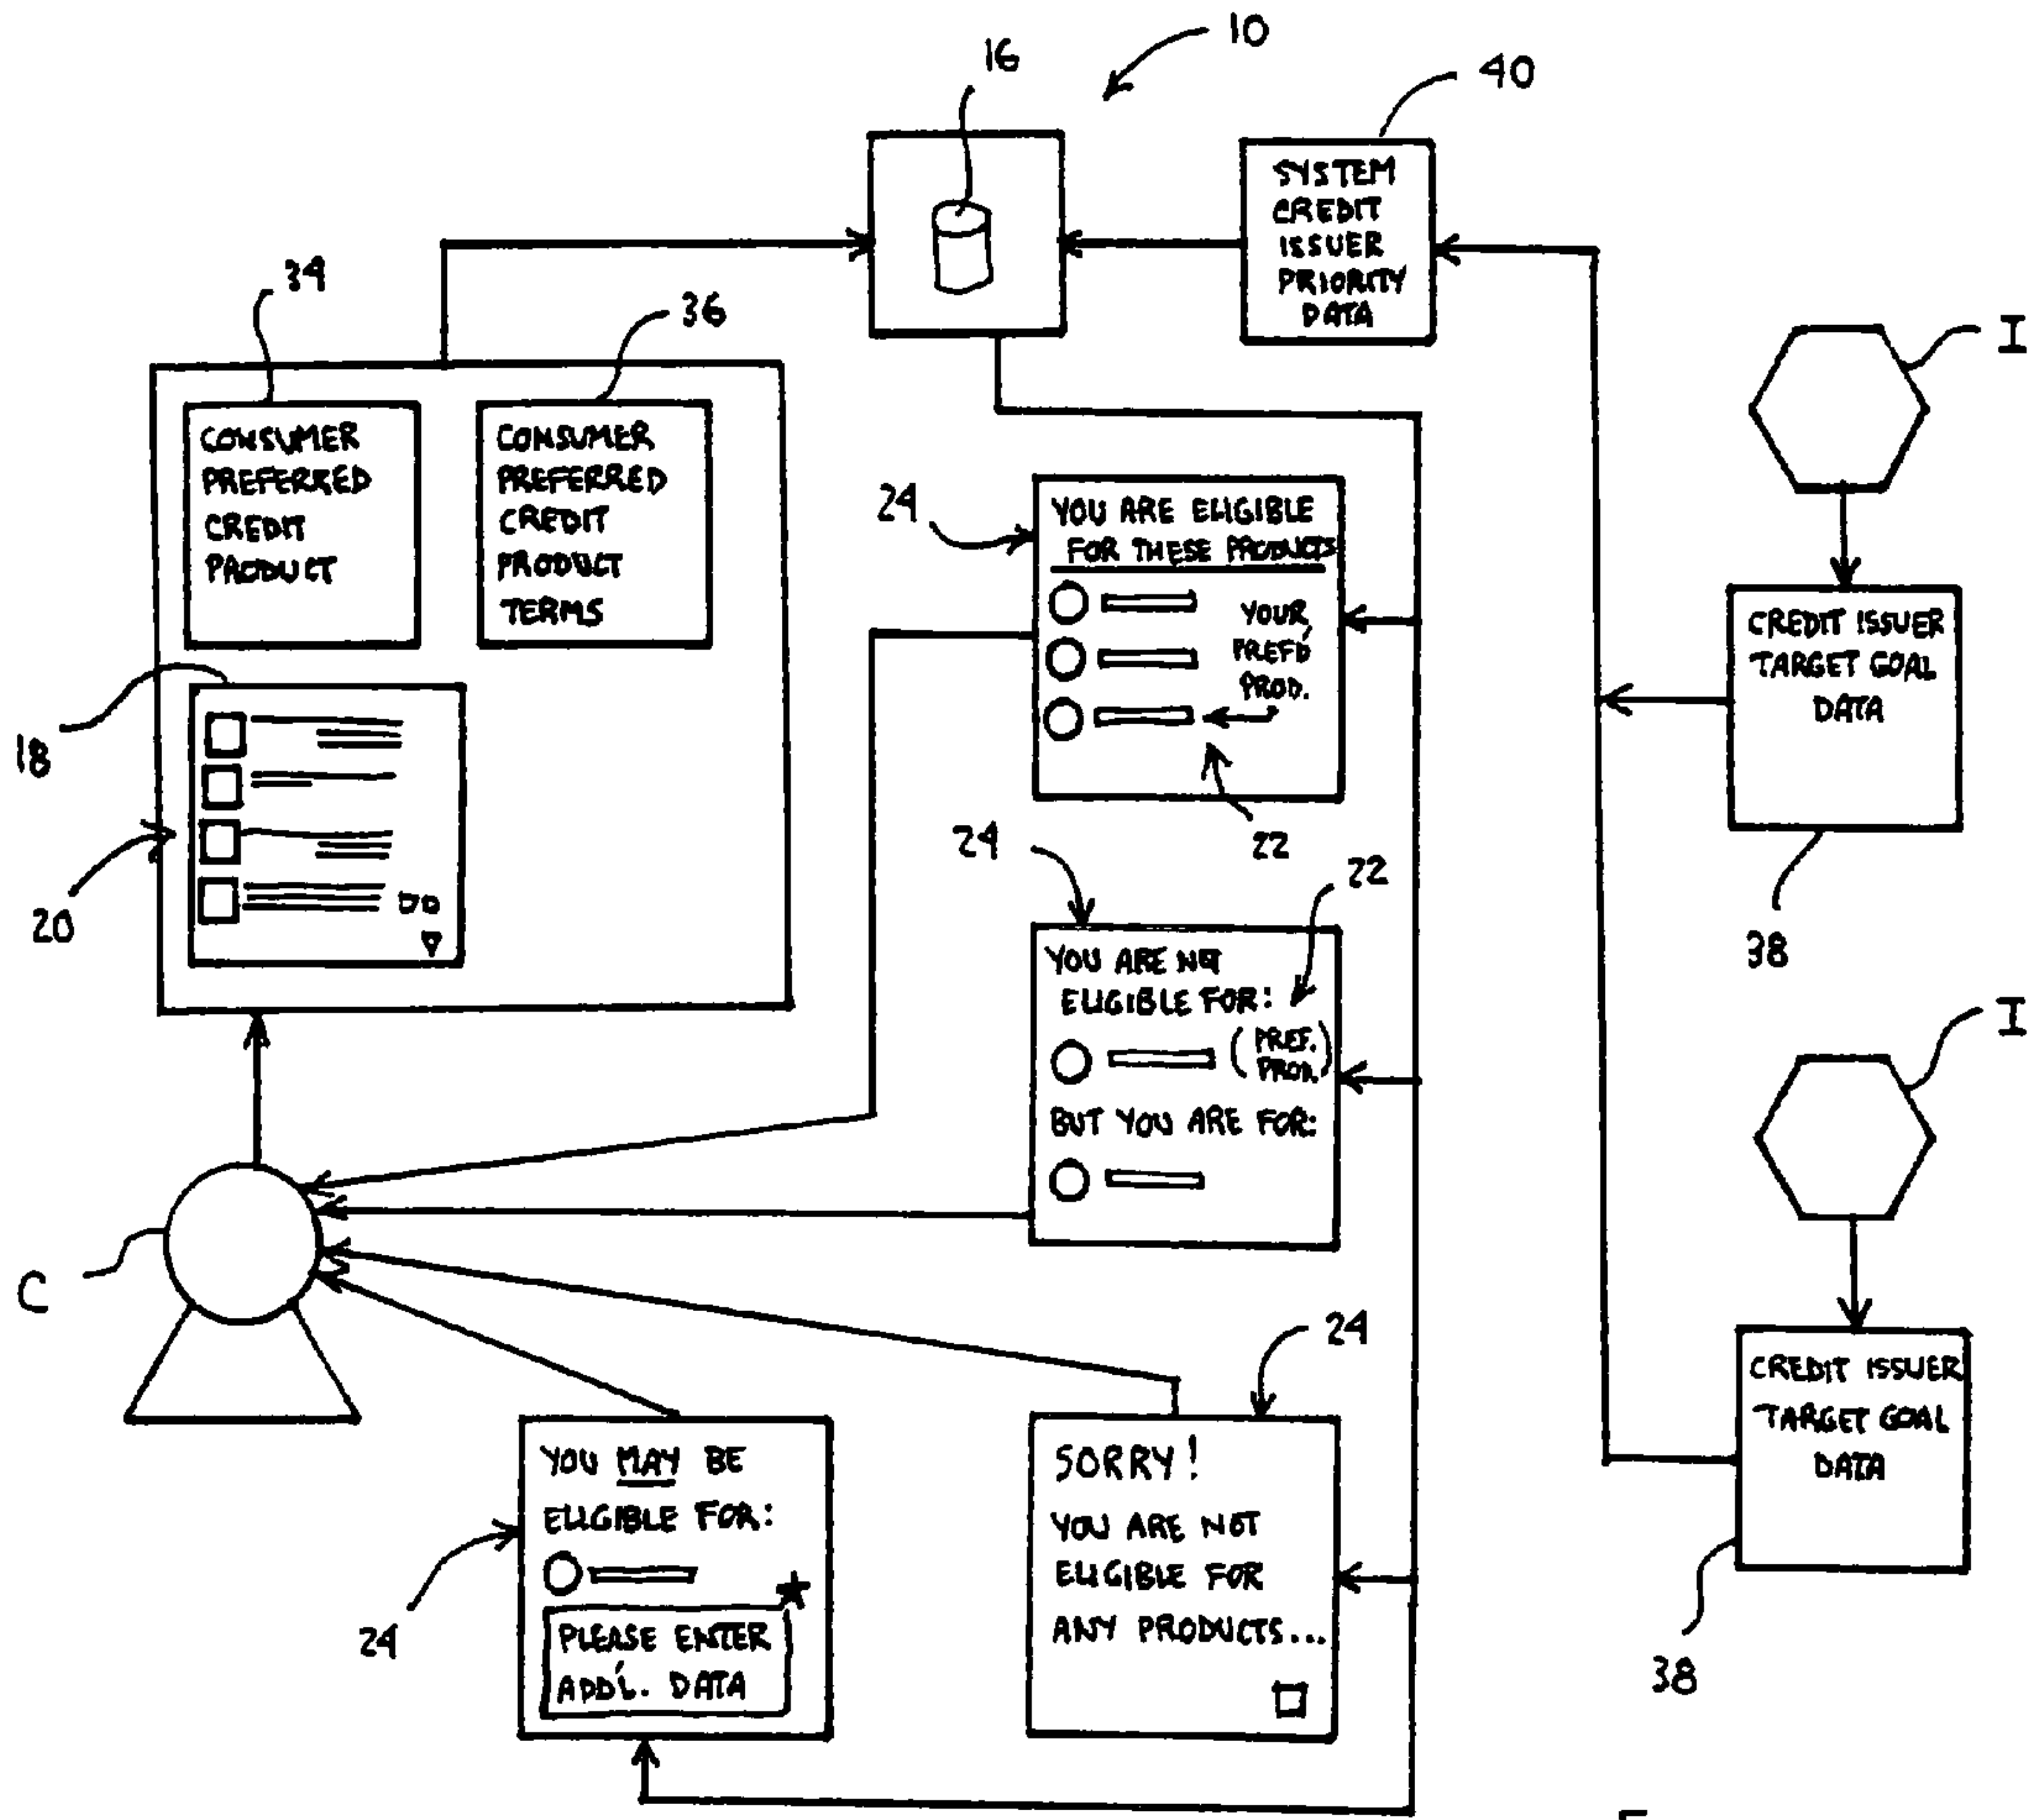 10
16
40
SYSTEM
CREDIT
ISSUER
PRIORITY
DATA
34
36
I
CONSUMER
PREFERRED
CREDIT
PRODUCT
CONSUMER
PREFERRED
CREDIT
PRODUCT
TERMS
24
YOU ARE ELIGIBLE
FOR THESE PRODUCTS
YOUR
PREF'D
PROD.
22
CREDIT ISSUER
TARGET GOAL
DATA
38
18
20
24
22
YOU ARE NOT
ELIGIBLE FOR:
(PREF.
PROD.)
BUT YOU ARE FOR:
I
C
24
CREDIT ISSUER
TARGET GOAL
DATA
38
YOU MAY BE
ELIGIBLE FOR:
PLEASE ENTER
ADD'L. DATA
24
SORRY!
YOU ARE NOT
ELIGIBLE FOR
ANY PRODUCTS...